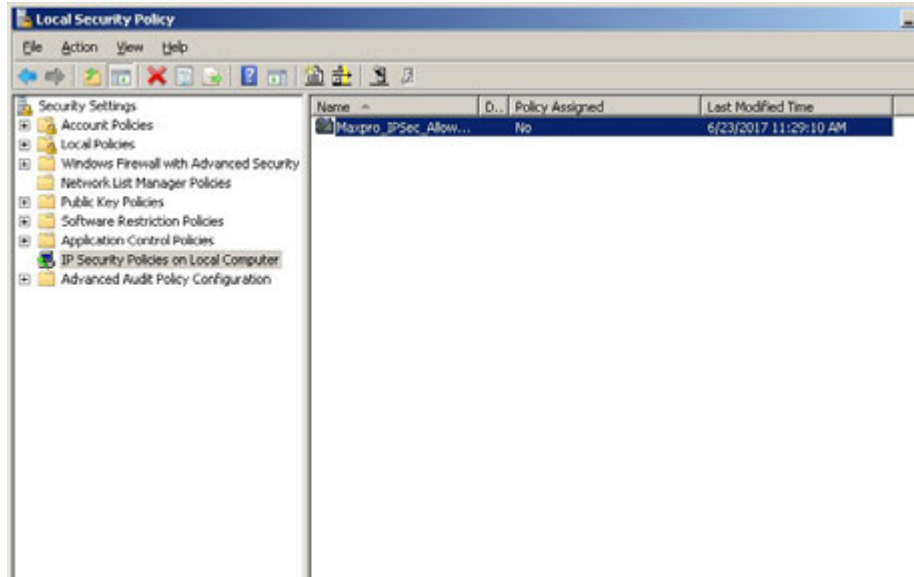 Local Security Policy
File Action View Help
Security Settings
Account Policies
Local Policies
Windows Firewall with Advanced Security
Network List Manager Policies
Public Key Policies
Software Restriction Policies
Application Control Policies
IP Security Policies on Local Computer
Advanced Audit Policy Configuration
Name D... Policy Assigned Last Modified Time
Maxpro_IPSec_Allow... No 6/23/2017 11:29:10 AM